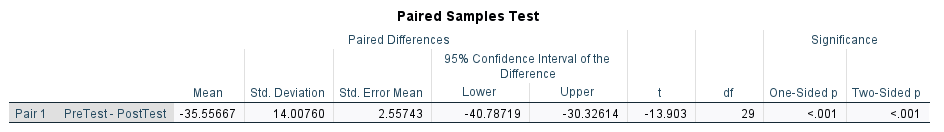 Paired Samples Test
Paired Differences Significance
95% Confidence Interval of the
Difference
Mean Std. Deviation Std. Error Mean Lower Upper t df One-Sided p Two-Sided p
Pair 1 PreTest - PostTest -35.55667 14.00760 2.55743 -40.78719 -30.32614 -13.903 29 <.001 <.001